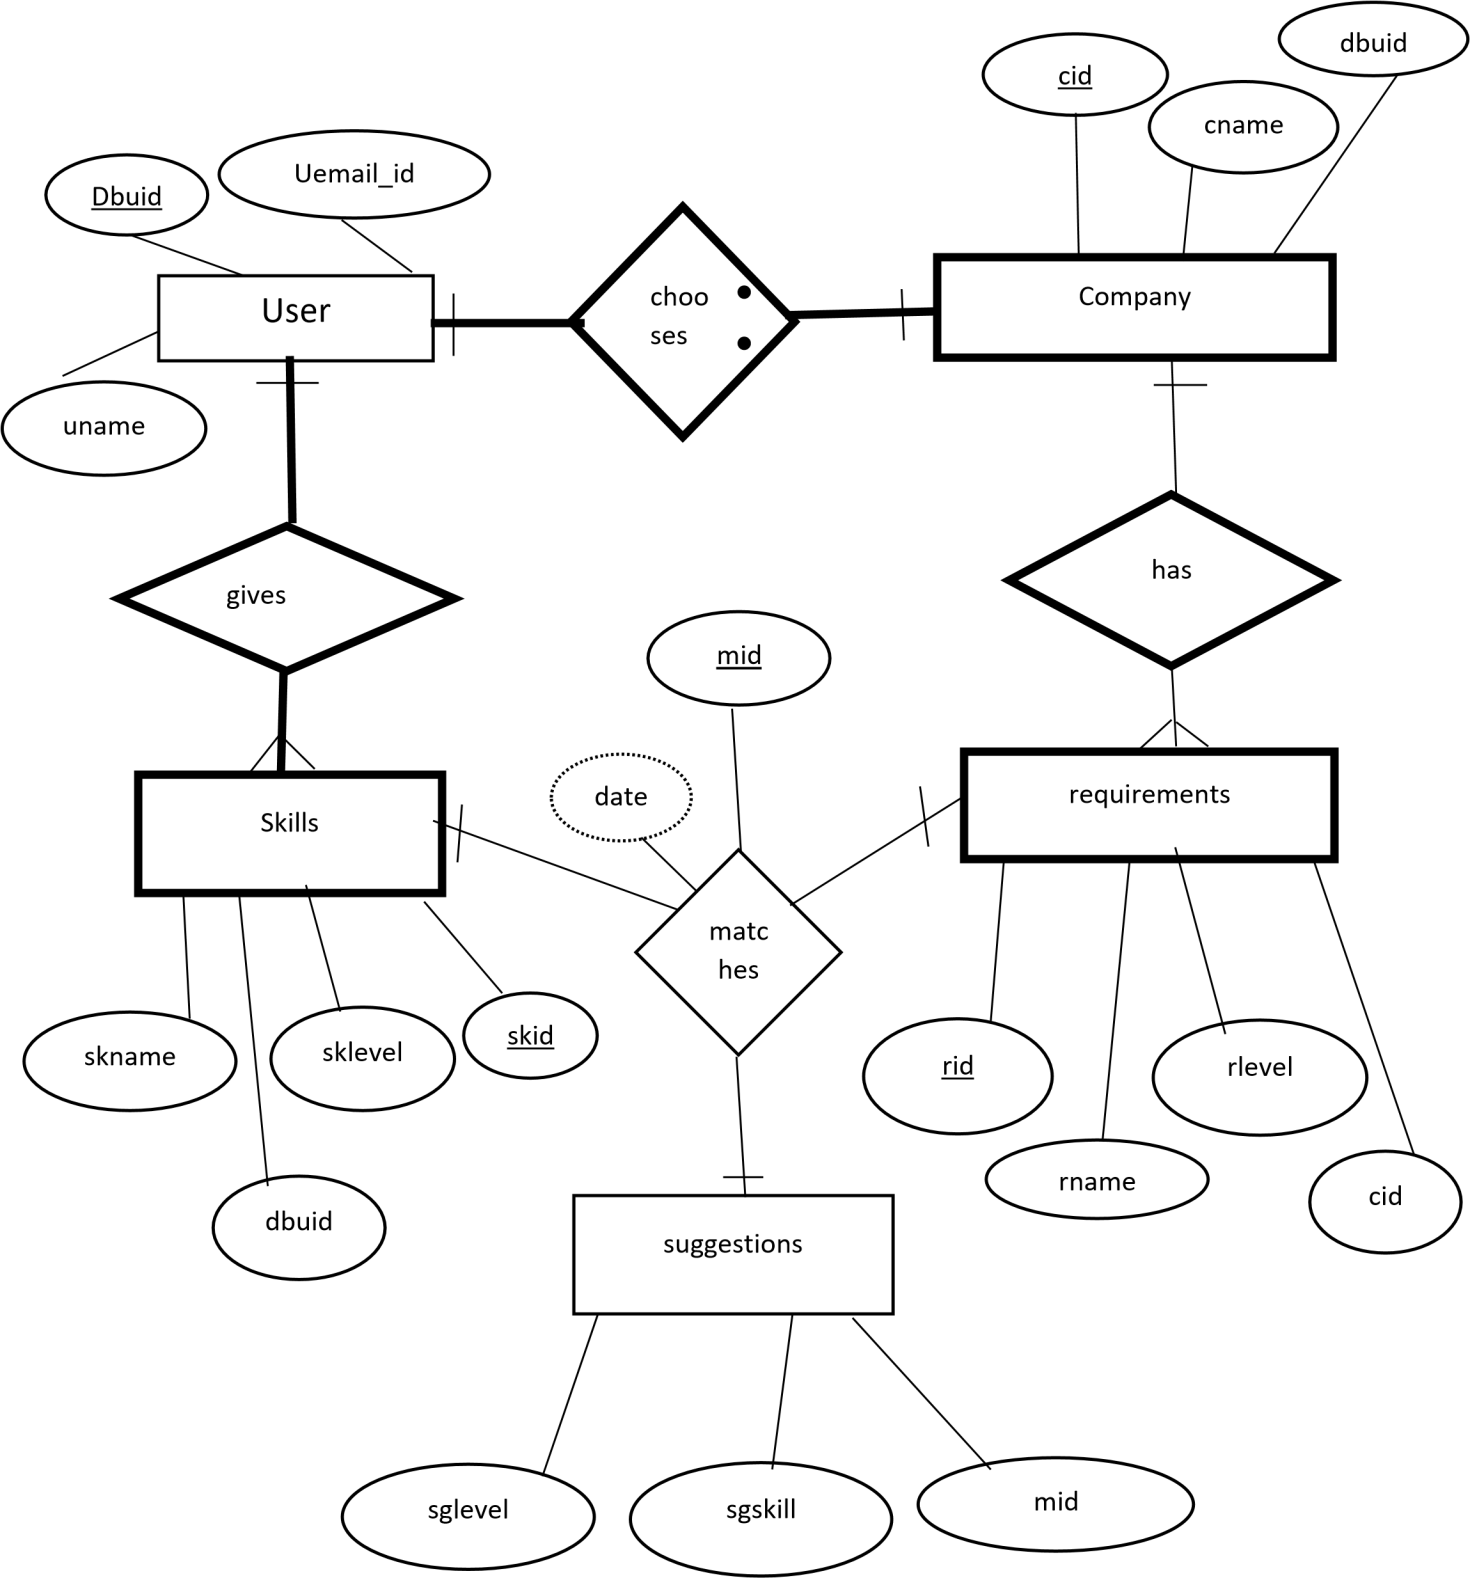 dbuid
cid
cname
Uemail_id
Dbuid
User
choo
ses
Company
uname
has
gives
mid
date
requirements
Skills
matc
hes
skname
sklevel
skid
rid
rlevel
rname
cid
dbuid
suggestions
sglevel
sgskill
mid